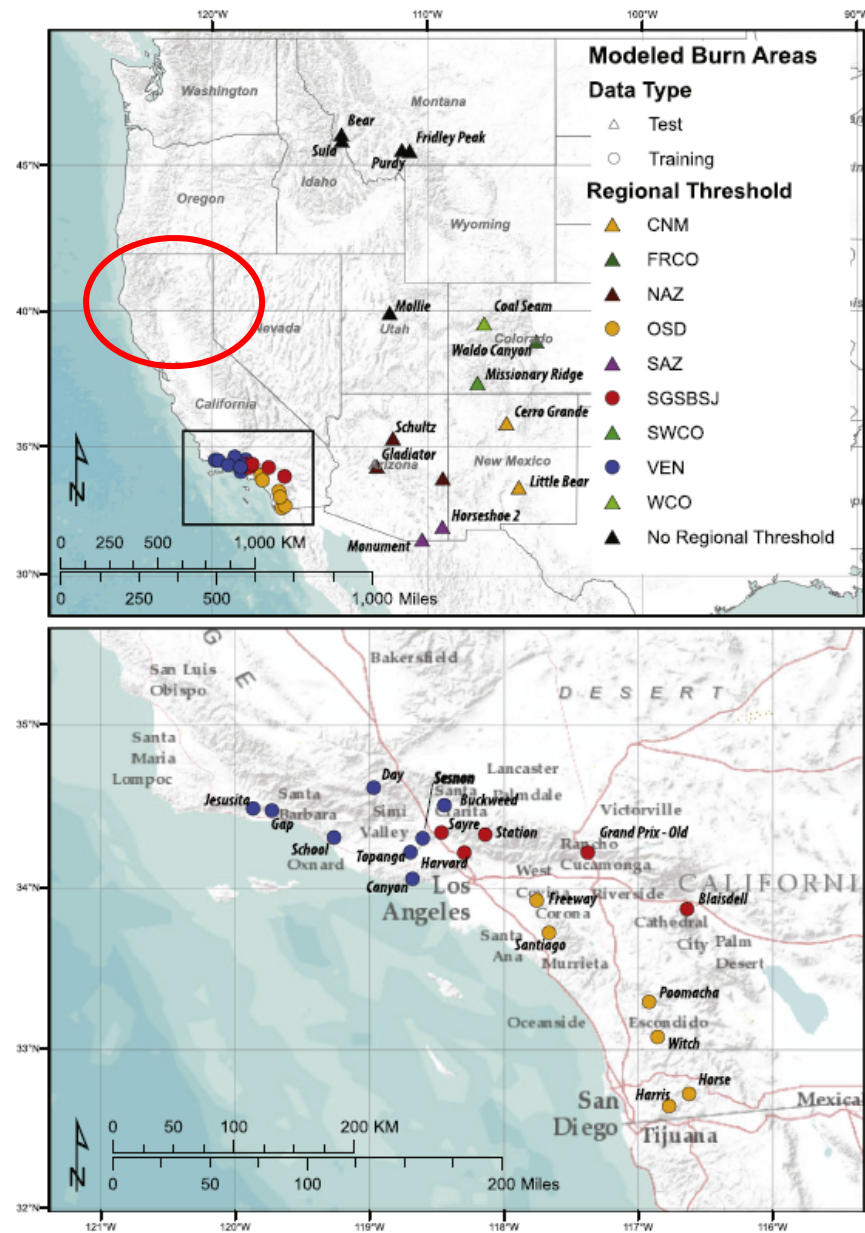 120°W
110°W
100°W
90°W
Modeled Burn Areas
Data Type
Test
Training
Regional Threshold
CNM
FRCO
NAZ
OSD
SAZ
SGSBSJ
SWCO
VEN
WCO
No Regional Threshold
Washington
Montana
Bear
Sula
Fridley Peak
Purdy
45°N
Idaho
Oregon
Wyoming
40°N
Mollie
Coal Seam
Nevada
Utah
Colorado
Waldo Canyon
Missionary Ridge
California
Cerro Grande
Schultz
35°N
Gladiator
Arizona
New Mexico
Little Bear
Horseshoe 2
Monument
N
0 250 500 1,000 KM
30°N
0 250 500 1,000 Miles
G E
San Luis
Obispo
Bakersfield
DESERT
35°N
Santa
Maria
Lompoc
Day
Sesnon
Lancaster
Santa
Clarita
Palmdale
Jesusita
Santa
Barbara
Gap
Simi
Valley
Buckweed
Victorville
Sayre
Station
Grand Prix - Old
School
Oxnard
Topanga
Harvard
Rancho
Cucamonga
34°N
Canyon
Los
Angeles
West
Covina
Riverside
CALIFORNI
Freeway
Corona
Blaisdell
Cathedral
City
Palm
Desert
Santa
Ana
Santiago
Murrieta
Poomacha
Oceanside
Escondido
33°N
Witch
Horse
Harris
San
Diego
Mexica
Tijuana
N
0 50 100 200 KM
0 50 100 200 Miles
32°N
121°W
120°W
119°W
118°W
117°W
116°W